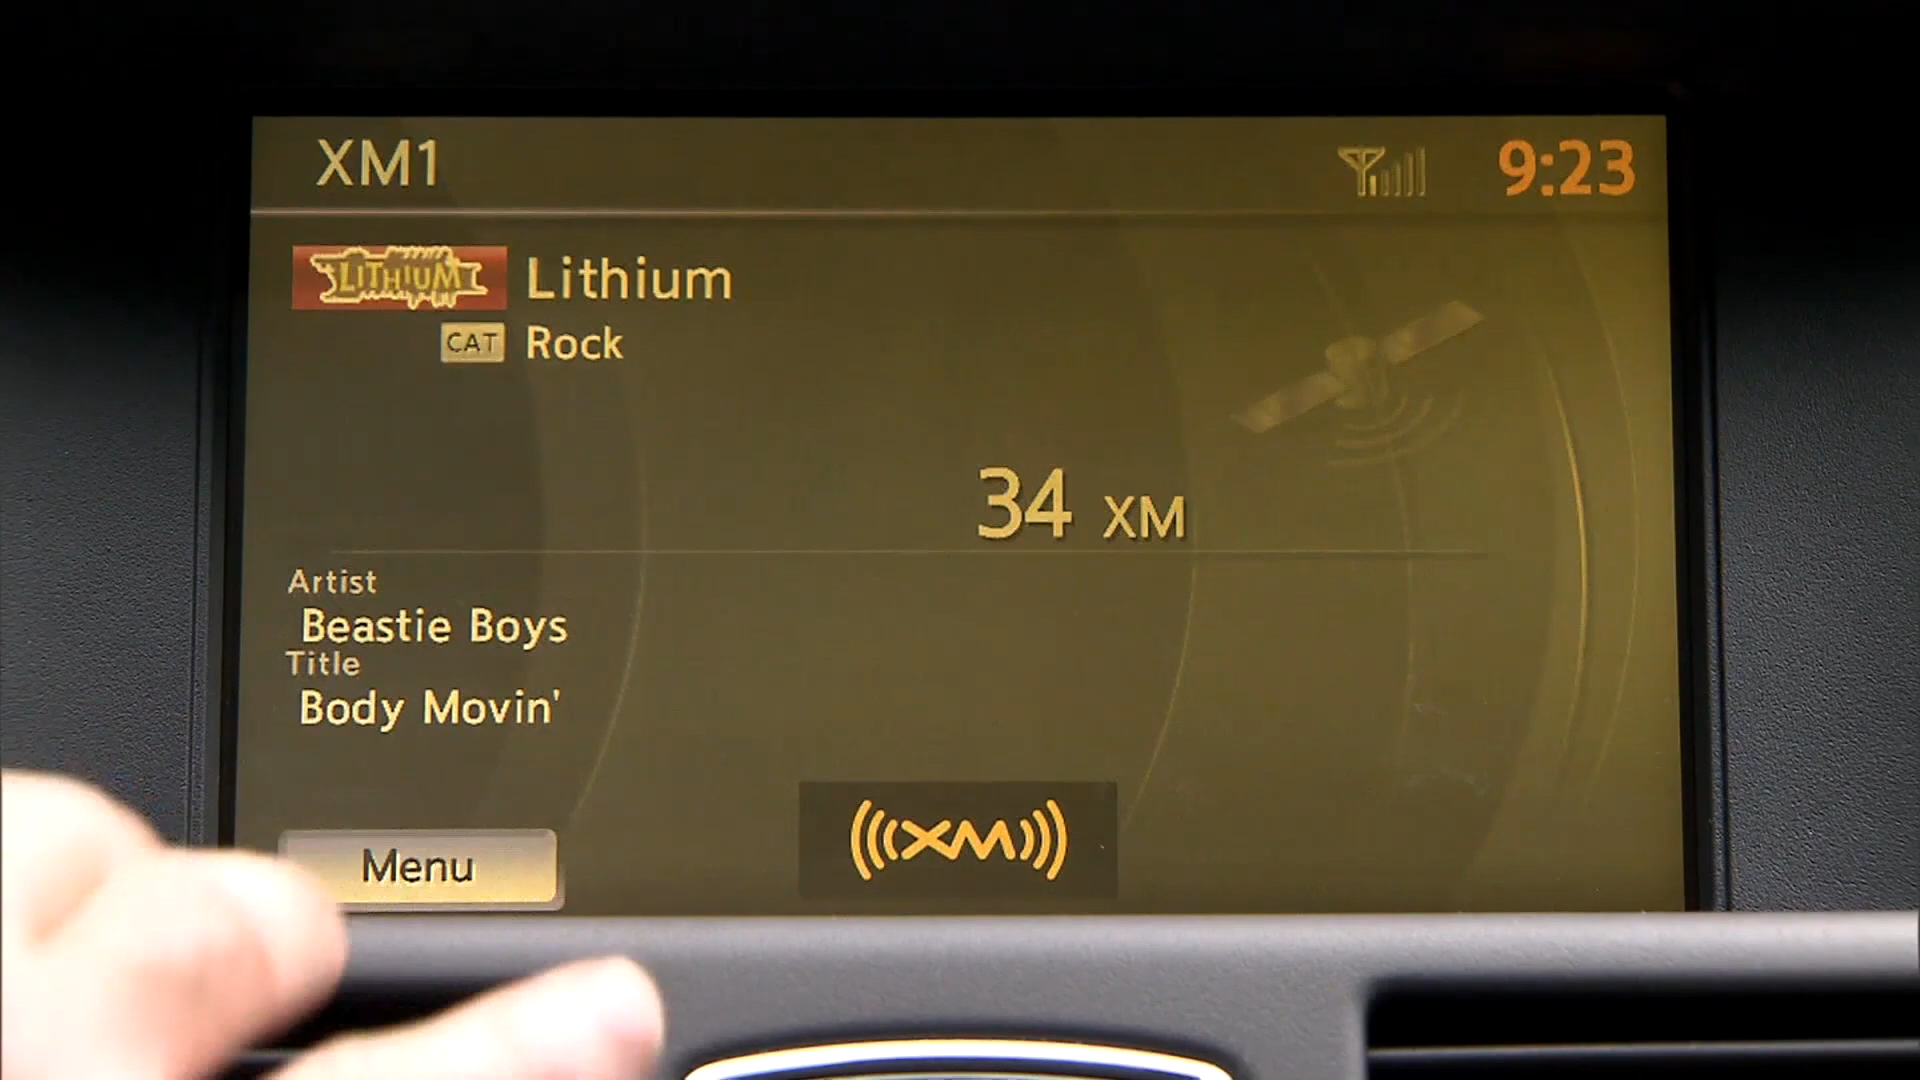 XM1
9:23
LITHIUM Lithium
CAT Rock
34 XM
Artist
Beastie Boys
Title
Body Movin'
Menu
XM